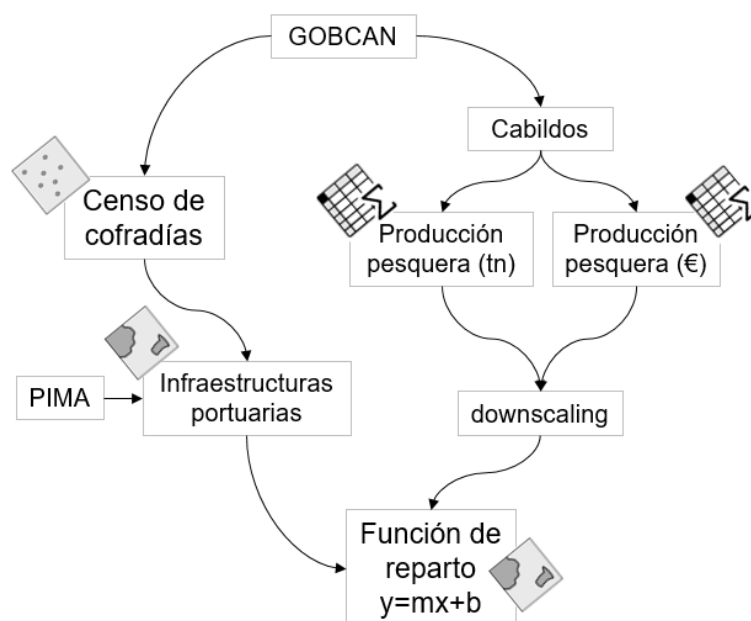 GOBCAN
Cabildos
Censo de
cofradías
Producción
pesquera (tn)
Producción
pesquera (€)
Infraestructuras
portuarias
PIMA
downscaling
Función de
reparto
y=mx+b